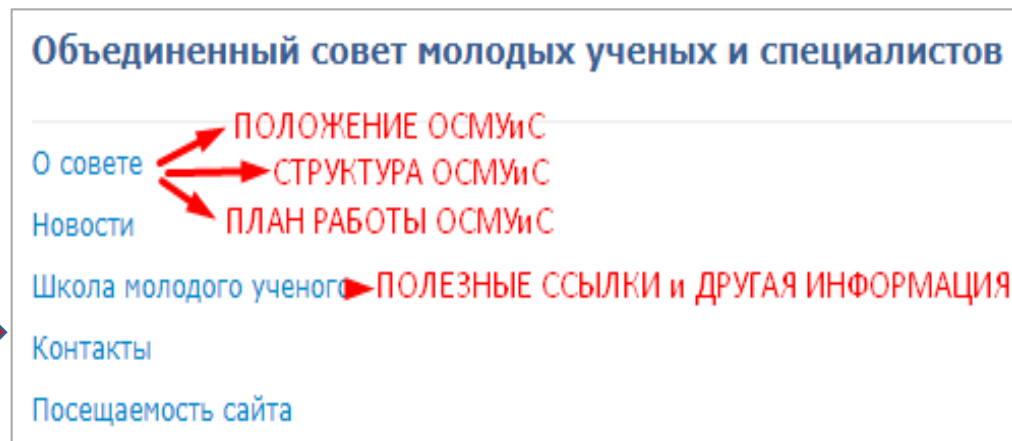 Объединенный совет молодых ученых и специалистов
ПОЛОЖЕНИЕ ОСМУиС
О совете
СТРУКТУРА ОСМУиС
Новости
ПЛАН РАБОТЫ ОСМУиС
Школа молодого ученого ПОЛЕЗНЫЕ ССЫЛКИ и ДРУГАЯ ИНФОРМАЦИЯ
Контакты
Посещаемость сайта